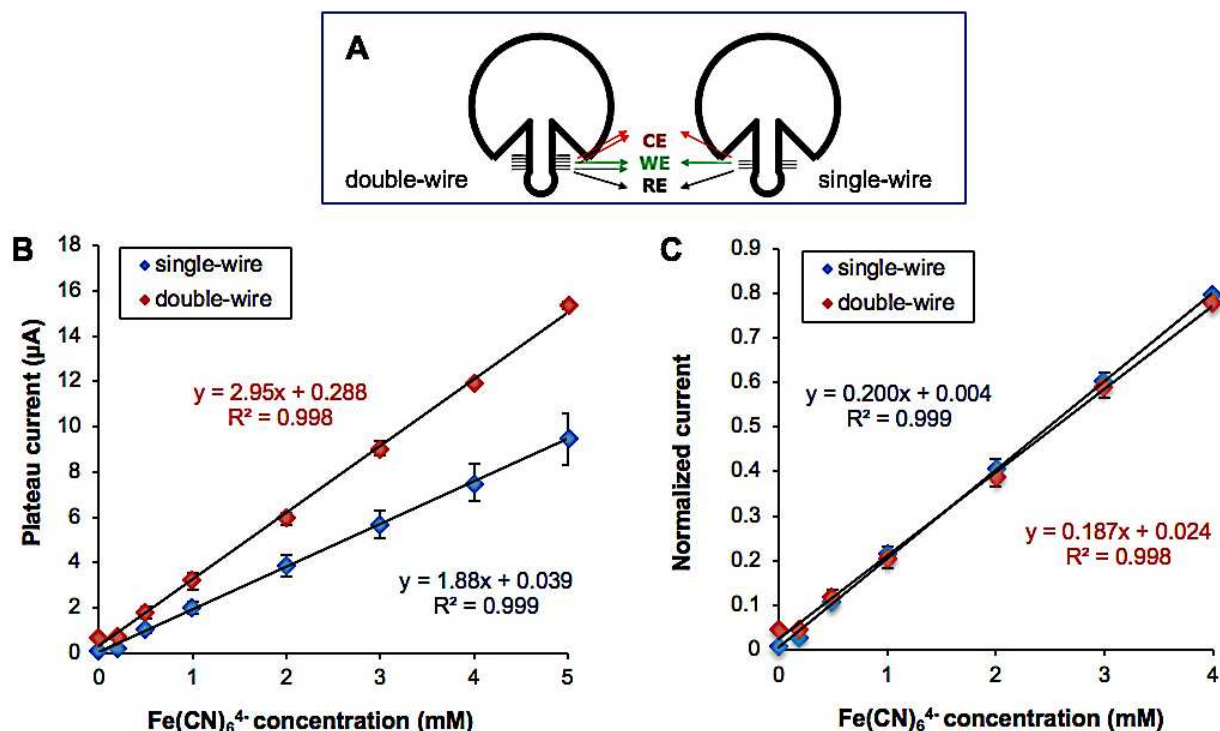 A
CE
double-wire WE single-wire
RE
B
18
16
14
12
10
8
6
4
2
0
Plateau current (µA)
single-wire
double-wire
y = 2.95x + 0.288
R² = 0.998
y = 1.88x + 0.039
R² = 0.999
0 1 2 3 4 5
Fe(CN)₆⁴⁻ concentration (mM)
C
0.9
0.8
0.7
0.6
0.5
0.4
0.3
0.2
0.1
0
Normalized current
single-wire
double-wire
y = 0.200x + 0.004
R² = 0.999
y = 0.187x + 0.024
R² = 0.998
0 1 2 3 4
Fe(CN)₆⁴⁻ concentration (mM)